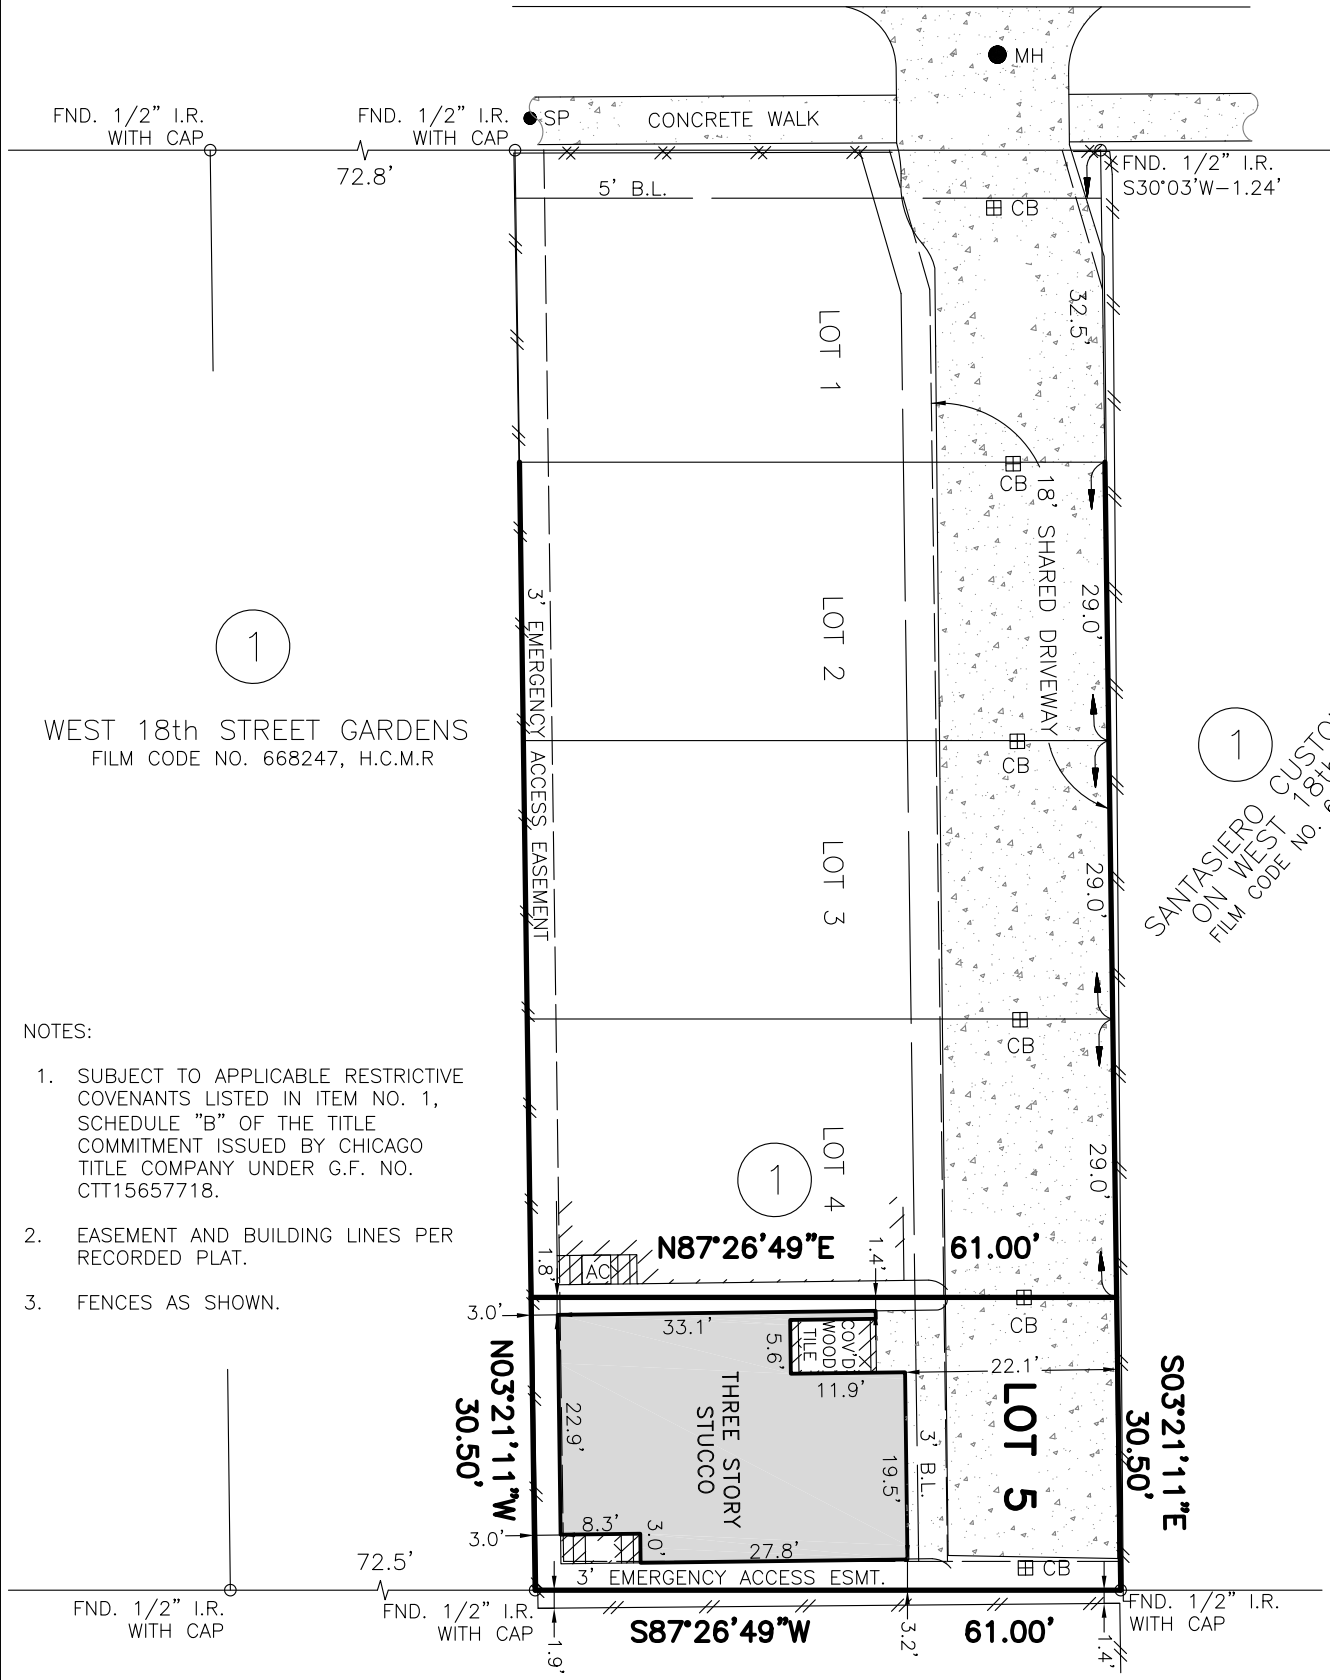 MH
FND. 1/2" I.R.
WITH CAP
FND. 1/2" I.R.
WITH CAP
SP
CONCRETE WALK
72.8'
FND. 1/2" I.R.
S30°03'W-1.24'
5' B.L.
CB
32.5'
LOT 1
CB
18' SHARED DRIVEWAY
29.0'
LOT 2
3' EMERGENCY ACCESS EASEMENT
1
WEST 18th STREET GARDENS
FILM CODE NO. 668247, H.C.M.R
CB
1
SANTASIERO CUSTO
ON WEST 18th
FILM CODE NO.
LOT 3
29.0'
CB
NOTES:
1. SUBJECT TO APPLICABLE RESTRICTIVE
COVENANTS LISTED IN ITEM NO. 1,
SCHEDULE "B" OF THE TITLE
COMMITMENT ISSUED BY CHICAGO
TITLE COMPANY UNDER G.F. NO.
CTT15657718.
2. EASEMENT AND BUILDING LINES PER
RECORDED PLAT.
3. FENCES AS SHOWN.
LOT 4
1
29.0'
N87°26'49"E 61.00'
1.8'
AC
1.4'
CB
3.0'
33.1'
COV'D
WOOD
TILE
5.6'
11.9'
22.1'
N03°21'11"W
30.50'
THREE STORY
STUCCO
LOT 5
S03°21'11"E
30.50'
22.9'
3' B.L.
19.5'
8.3'
3.0'
3.0'
27.8'
CB
3' EMERGENCY ACCESS ESMT.
72.5'
FND. 1/2" I.R.
WITH CAP
FND. 1/2" I.R.
WITH CAP
FND. 1/2" I.R.
WITH CAP
S87°26'49"W 61.00'
1.9'
3.2'
1.4'